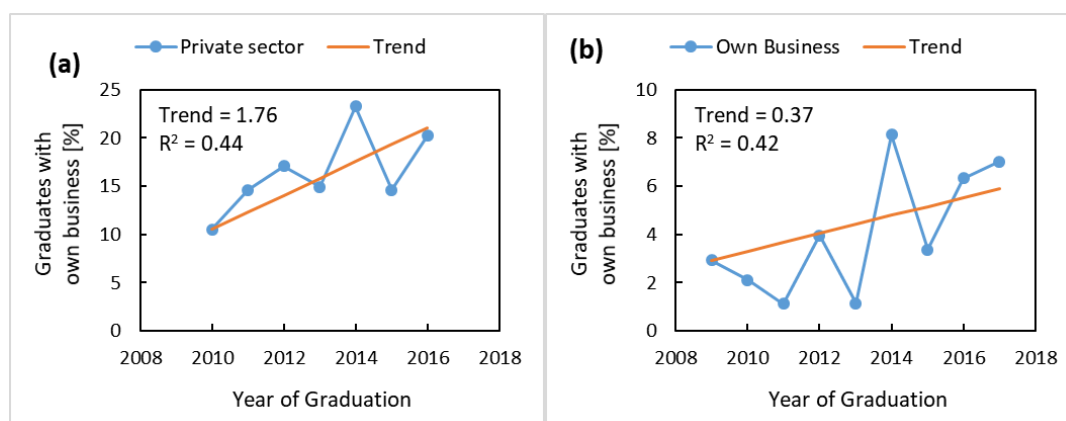 (a)
Private sector
Trend
Trend = 1.76
R² = 0.44
Graduates with
own business [%]
25
20
15
10
5
0
2008 2010 2012 2014 2016 2018
Year of Graduation
(b)
Own Business
Trend
Trend = 0.37
R² = 0.42
Graduates with
own business [%]
10
8
6
4
2
0
2008 2010 2012 2014 2016 2018
Year of Graduation